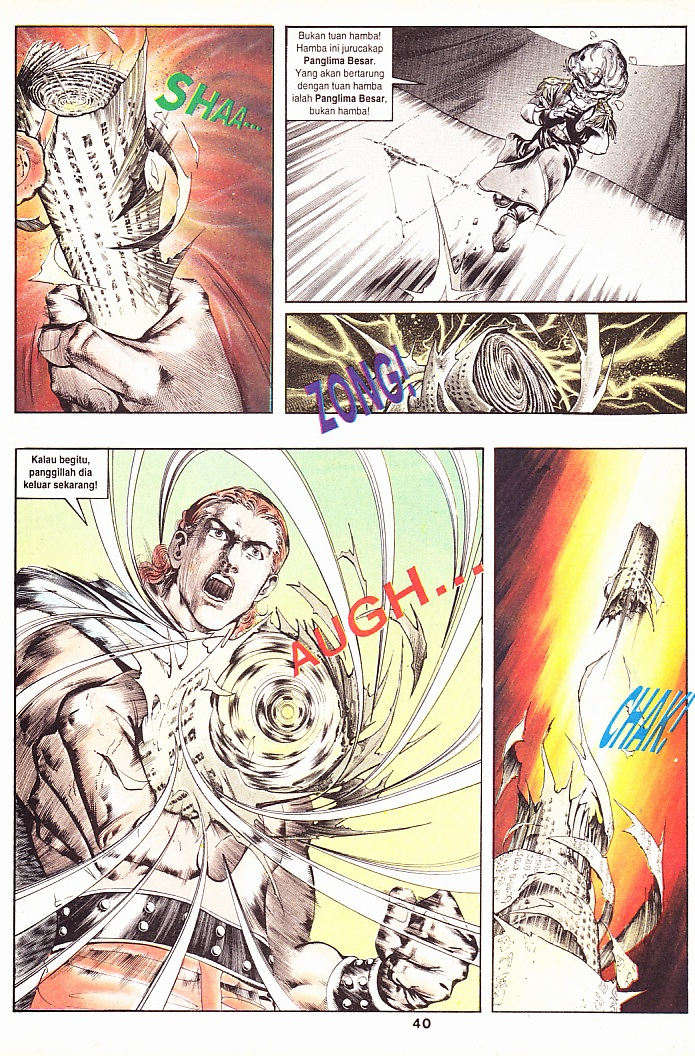 SHAA...
Bukan tuan hamba!
Hamba ini jurucakap
Panglima Besar.
Yang akan bertarung
dengan tuan hamba
ialah Panglima Besar,
bukan hamba!
ZONG!
Kalau begitu,
panggillah dia
keluar sekarang!
AUGH...
CHAK!
40